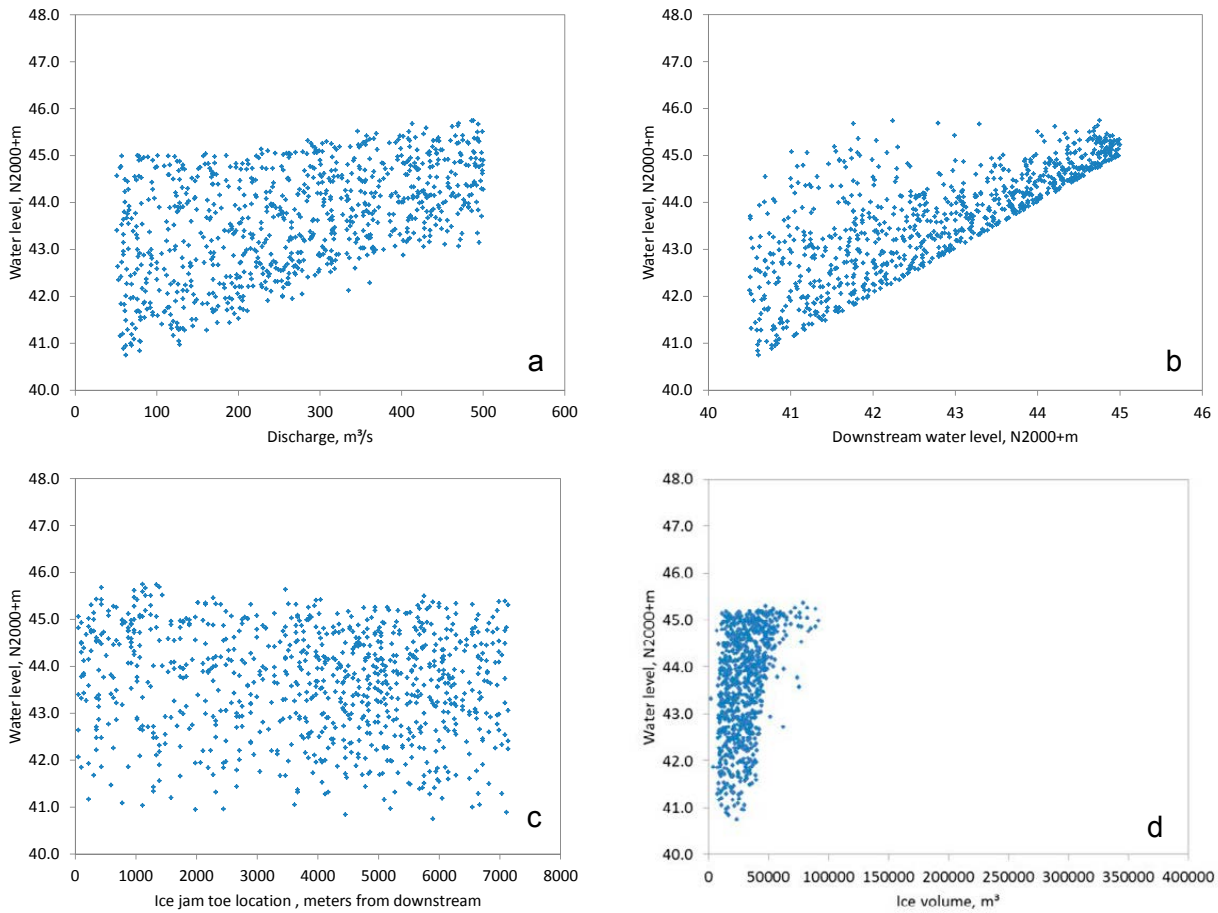 48.0
47.0
46.0
45.0
44.0
43.0
42.0
41.0
40.0
Water level, N2000+m
0 100 200 300 400 500 600
Discharge, m³/s
a
48.0
47.0
46.0
45.0
44.0
43.0
42.0
41.0
40.0
Water level, N2000+m
40 41 42 43 44 45 46
Downstream water level, N2000+m
b
48.0
47.0
46.0
45.0
44.0
43.0
42.0
41.0
40.0
Water level, N2000+m
0 1000 2000 3000 4000 5000 6000 7000 8000
Ice jam toe location , meters from downstream
c
48.0
47.0
46.0
45.0
44.0
43.0
42.0
41.0
40.0
Water level, N2000+m
0 50000 100000 150000 200000 250000 300000 350000 400000
Ice volume, m³
d